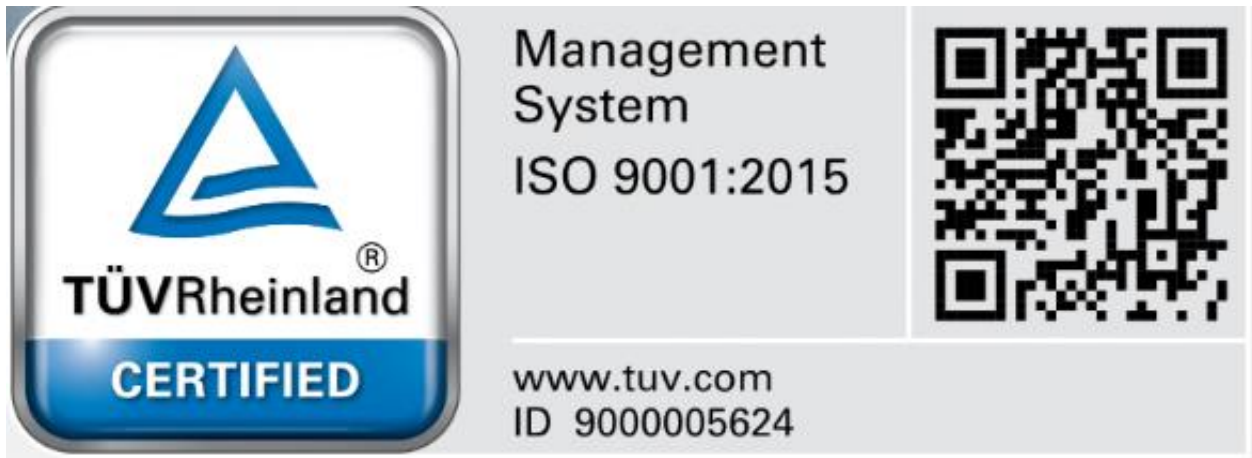 TÜVRheinland®
CERTIFIED
Management
System
ISO 9001:2015
www.tuv.com
ID 9000005624